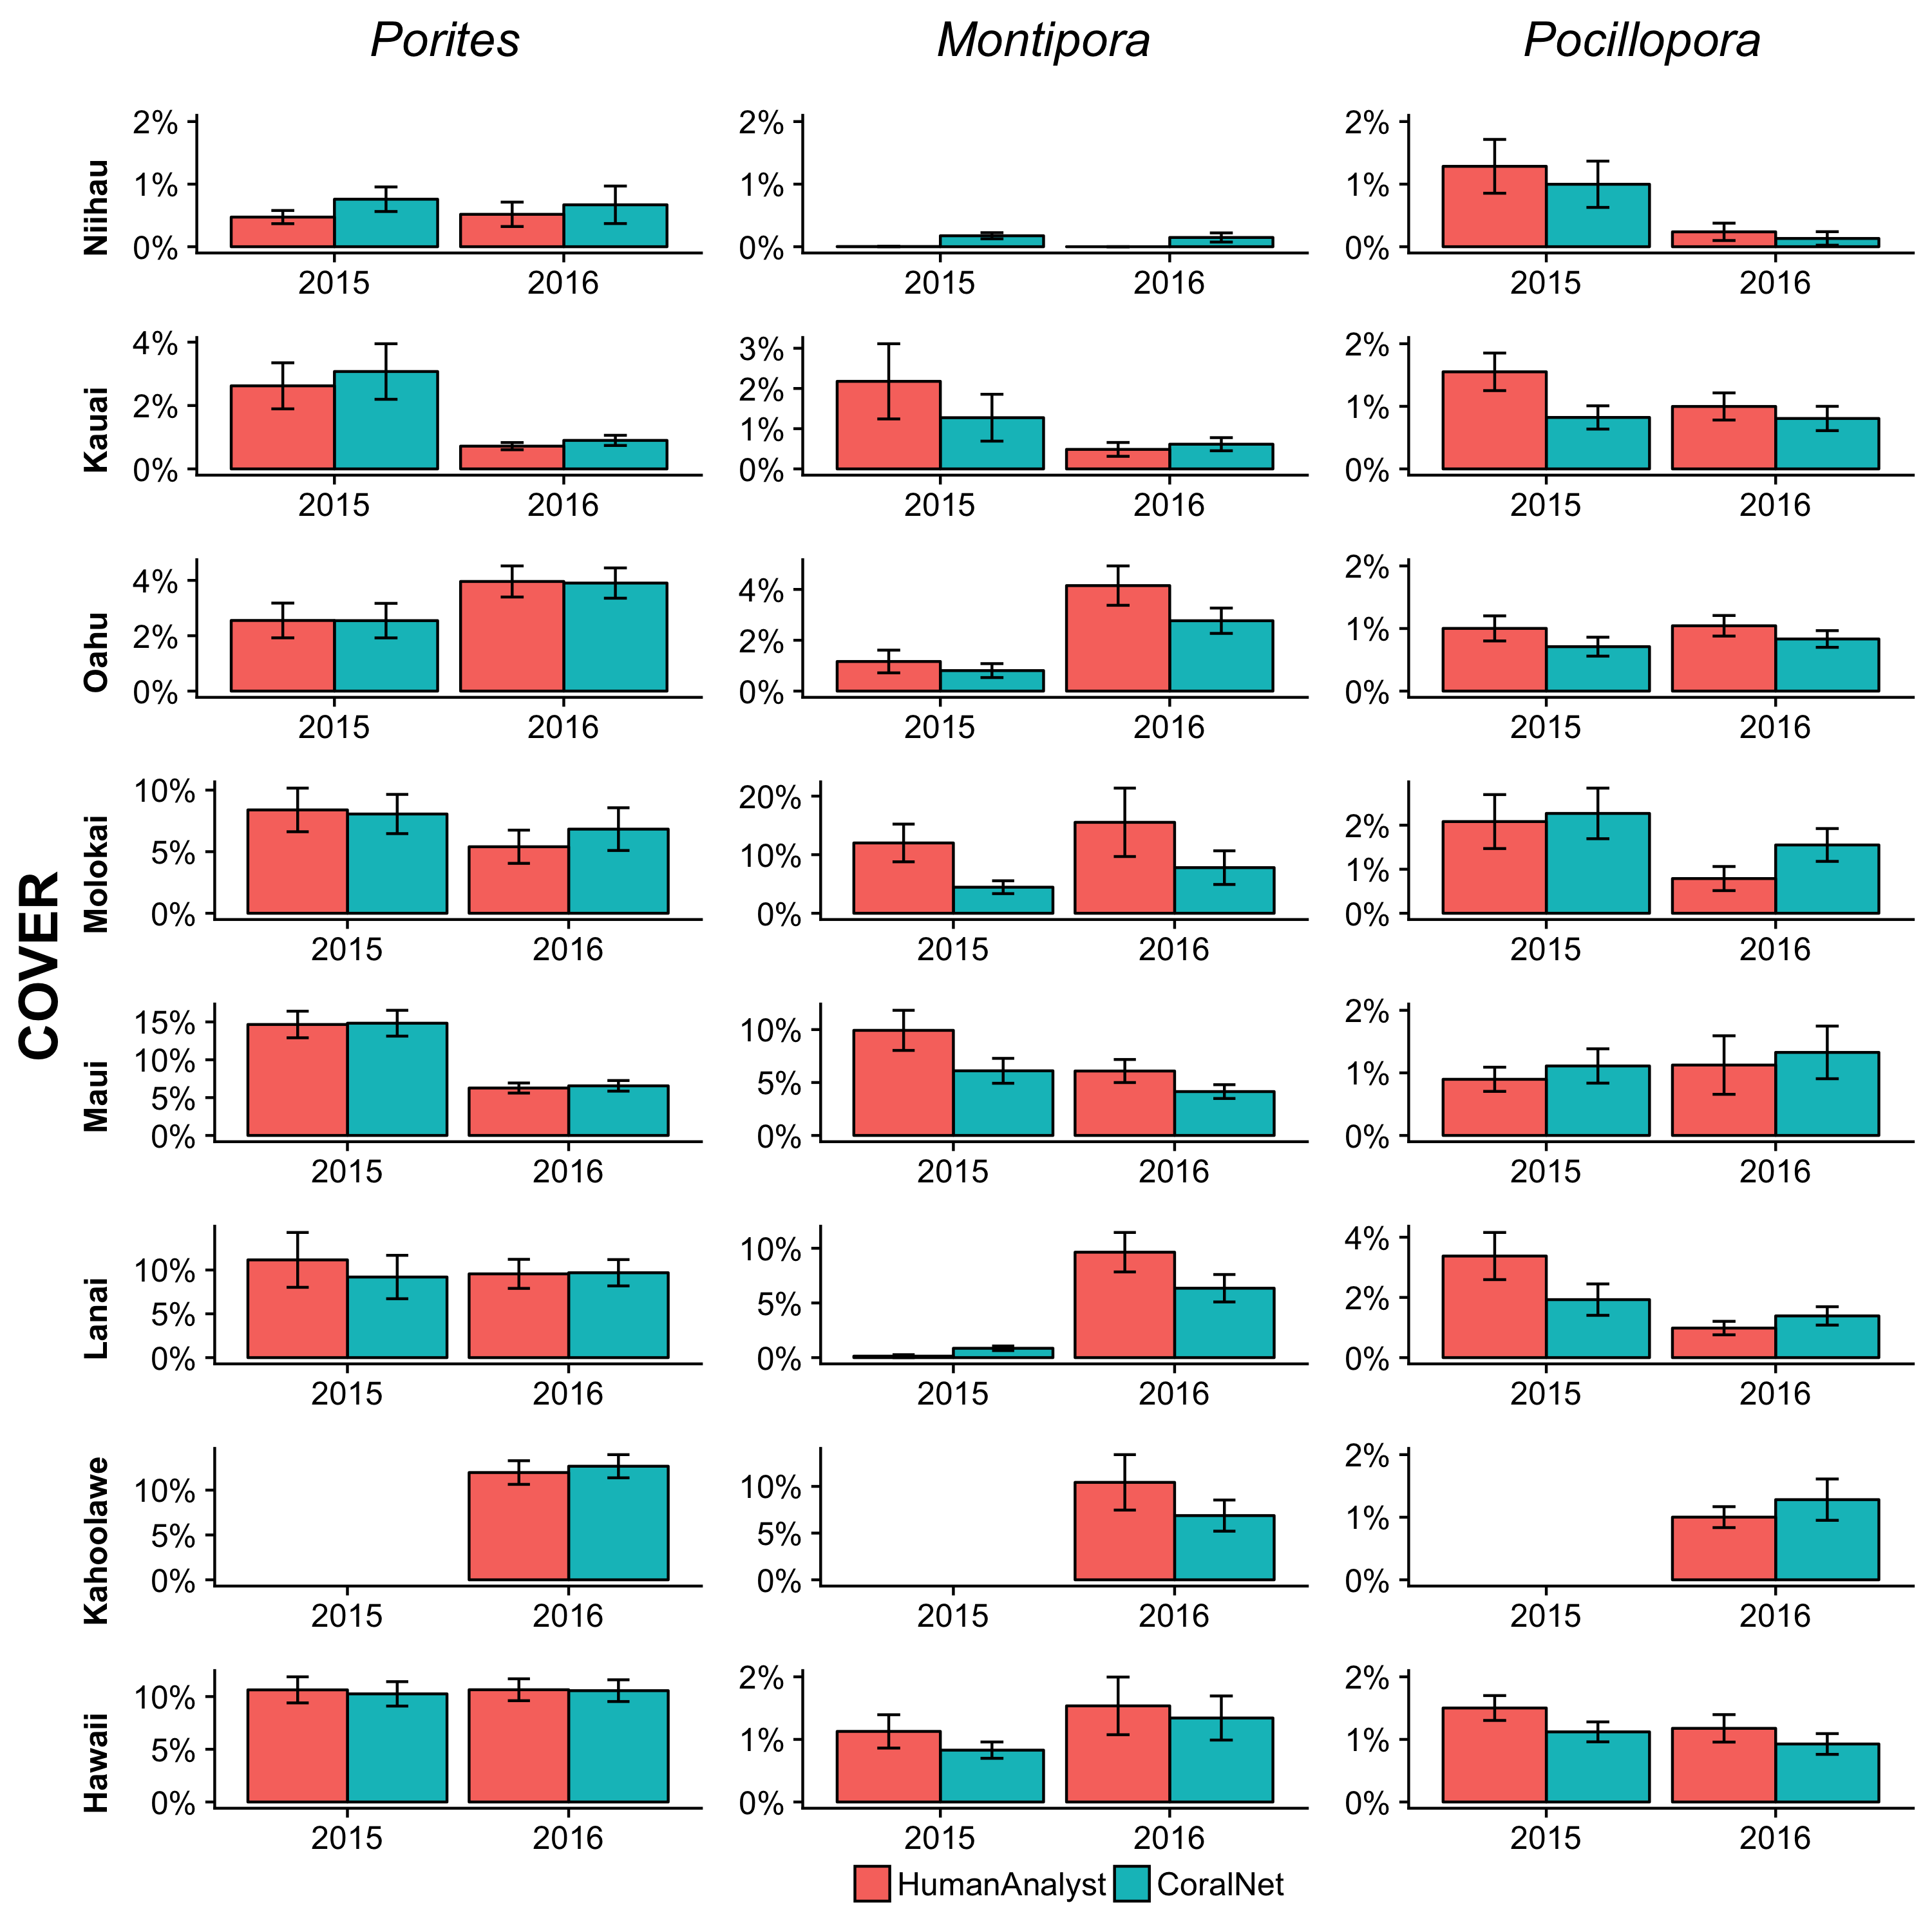 Porites Montipora Pocillopora
COVER
Niihau
2% 1% 0% 2015 2016
2% 1% 0% 2015 2016
2% 1% 0% 2015 2016
Kauai
4% 2% 0% 2015 2016
3% 2% 1% 0% 2015 2016
2% 1% 0% 2015 2016
Oahu
4% 2% 0% 2015 2016
4% 2% 0% 2015 2016
2% 1% 0% 2015 2016
Molokai
10% 5% 0% 2015 2016
20% 10% 0% 2015 2016
2% 1% 0% 2015 2016
Maui
15% 10% 5% 0% 2015 2016
10% 5% 0% 2015 2016
2% 1% 0% 2015 2016
Lanai
10% 5% 0% 2015 2016
10% 5% 0% 2015 2016
4% 2% 0% 2015 2016
Kahoolawe
10% 5% 0% 2015 2016
10% 5% 0% 2015 2016
2% 1% 0% 2015 2016
Hawaii
10% 5% 0% 2015 2016
2% 1% 0% 2015 2016
2% 1% 0% 2015 2016
HumanAnalyst CoralNet